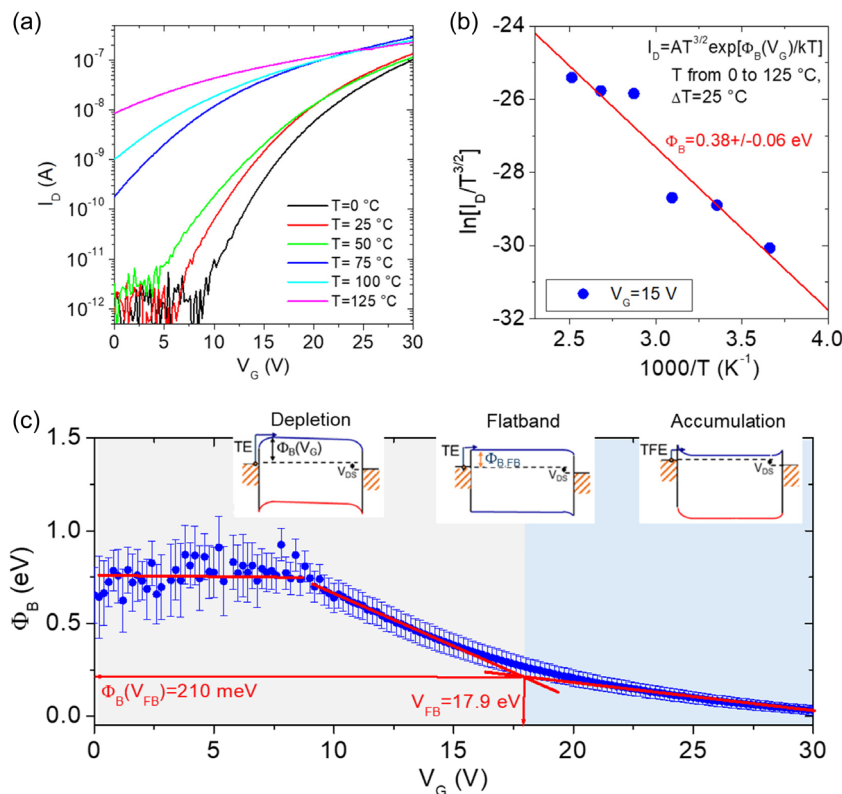 (a)
10⁻⁷
10⁻⁸
10⁻⁹
10⁻¹⁰
10⁻¹¹
10⁻¹²
I_D (A)
T=0 °C
T= 25 °C
T= 50 °C
T= 75 °C
T= 100 °C
T=125 °C
0 5 10 15 20 25 30
V_G (V)
(b)
-24
-26
-28
-30
-32
ln[I_D/T^3/2]
I_D=AT^3/2exp[Φ_B(V_G)/kT]
T from 0 to 125 °C,
ΔT=25 °C
Φ_B=0.38+/-0.06 eV
V_G=15 V
2.5 3.0 3.5 4.0
1000/T (K⁻¹)
(c)
Depletion Flatband Accumulation
TE Φ_B(V_G) V_DS
TE Φ_B,FB V_DS
TFE V_DS
1.5
1.0
0.5
0.0
Φ_B (eV)
Φ_B(V_FB)=210 meV
V_FB=17.9 eV
0 5 10 15 20 25 30
V_G (V)